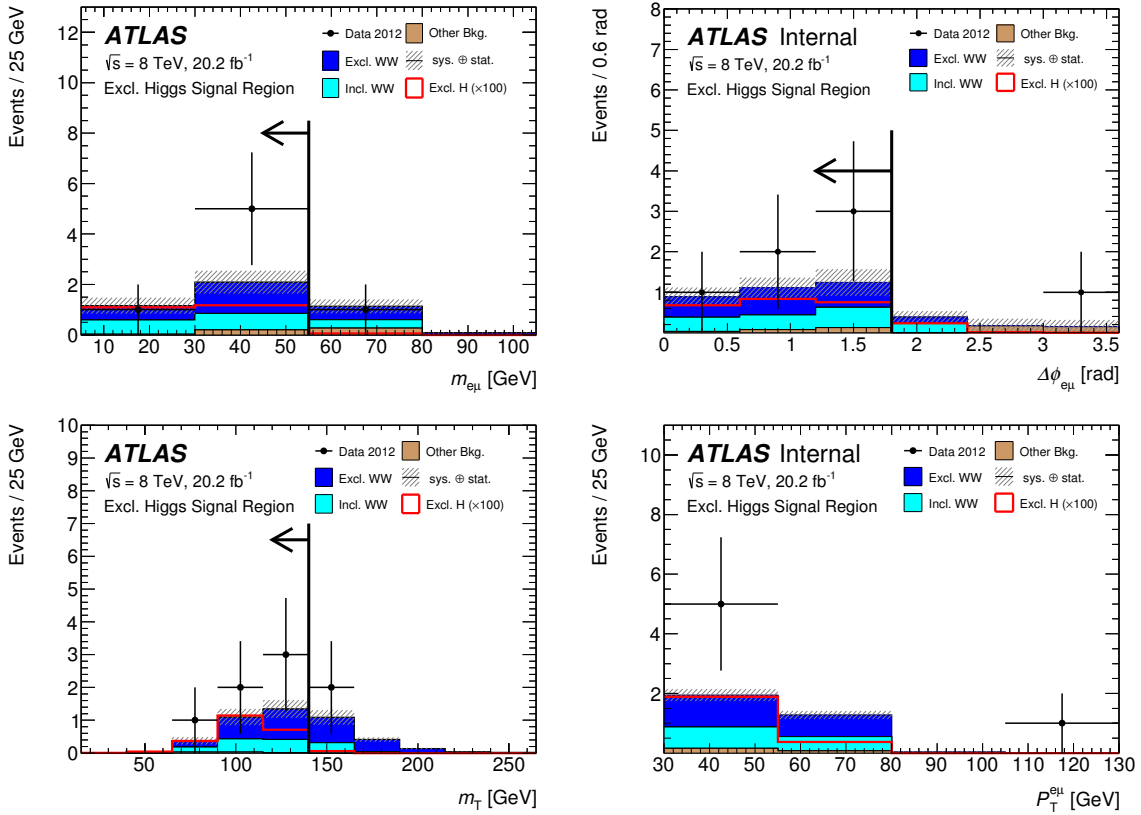 Events / 25 GeV
12
10
8
6
4
2
0
ATLAS
√s = 8 TeV, 20.2 fb⁻¹
Excl. Higgs Signal Region
Data 2012
Other Bkg.
Excl. WW
sys. ⊕ stat.
Incl. WW
Excl. H (×100)
10 20 30 40 50 60 70 80 90 100
m_eμ [GeV]
Events / 0.6 rad
8
7
6
5
4
3
2
1
ATLAS Internal
√s = 8 TeV, 20.2 fb⁻¹
Excl. Higgs Signal Region
Data 2012
Other Bkg.
Excl. WW
sys. ⊕ stat.
Incl. WW
Excl. H (×100)
0 0.5 1 1.5 2 2.5 3 3.5
Δϕ_eμ [rad]
Events / 25 GeV
10
9
8
7
6
5
4
3
2
1
0
ATLAS
√s = 8 TeV, 20.2 fb⁻¹
Excl. Higgs Signal Region
Data 2012
Other Bkg.
Excl. WW
sys. ⊕ stat.
Incl. WW
Excl. H (×100)
50 100 150 200 250
m_T [GeV]
Events / 25 GeV
10
8
6
4
2
ATLAS Internal
√s = 8 TeV, 20.2 fb⁻¹
Excl. Higgs Signal Region
Data 2012
Other Bkg.
Excl. WW
sys. ⊕ stat.
Incl. WW
Excl. H (×100)
30 40 50 60 70 80 90 100 110 120 130
P_T^eμ [GeV]